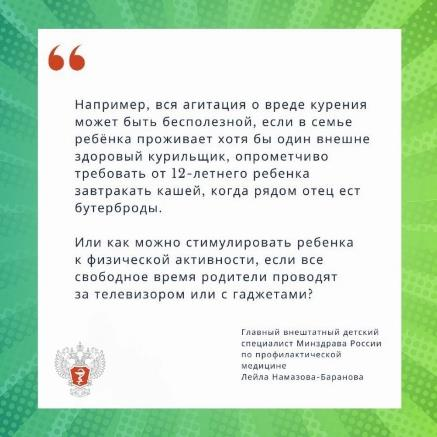 Например, вся агитация о вреде курения
может быть бесполезной, если в семье
ребёнка проживает хотя бы один внешне
здоровый курильщик, опрометчиво
требовать от 12-летнего ребенка
завтракать кашей, когда рядом отец ест
бутерброды.
Или как можно стимулировать ребенка
к физической активности, если все
свободное время родители проводят
за телевизором или с гаджетами?
Главный внештатный детский
специалист Минздрава России
по профилактической
медицине
Лейла Намазова-Баранова